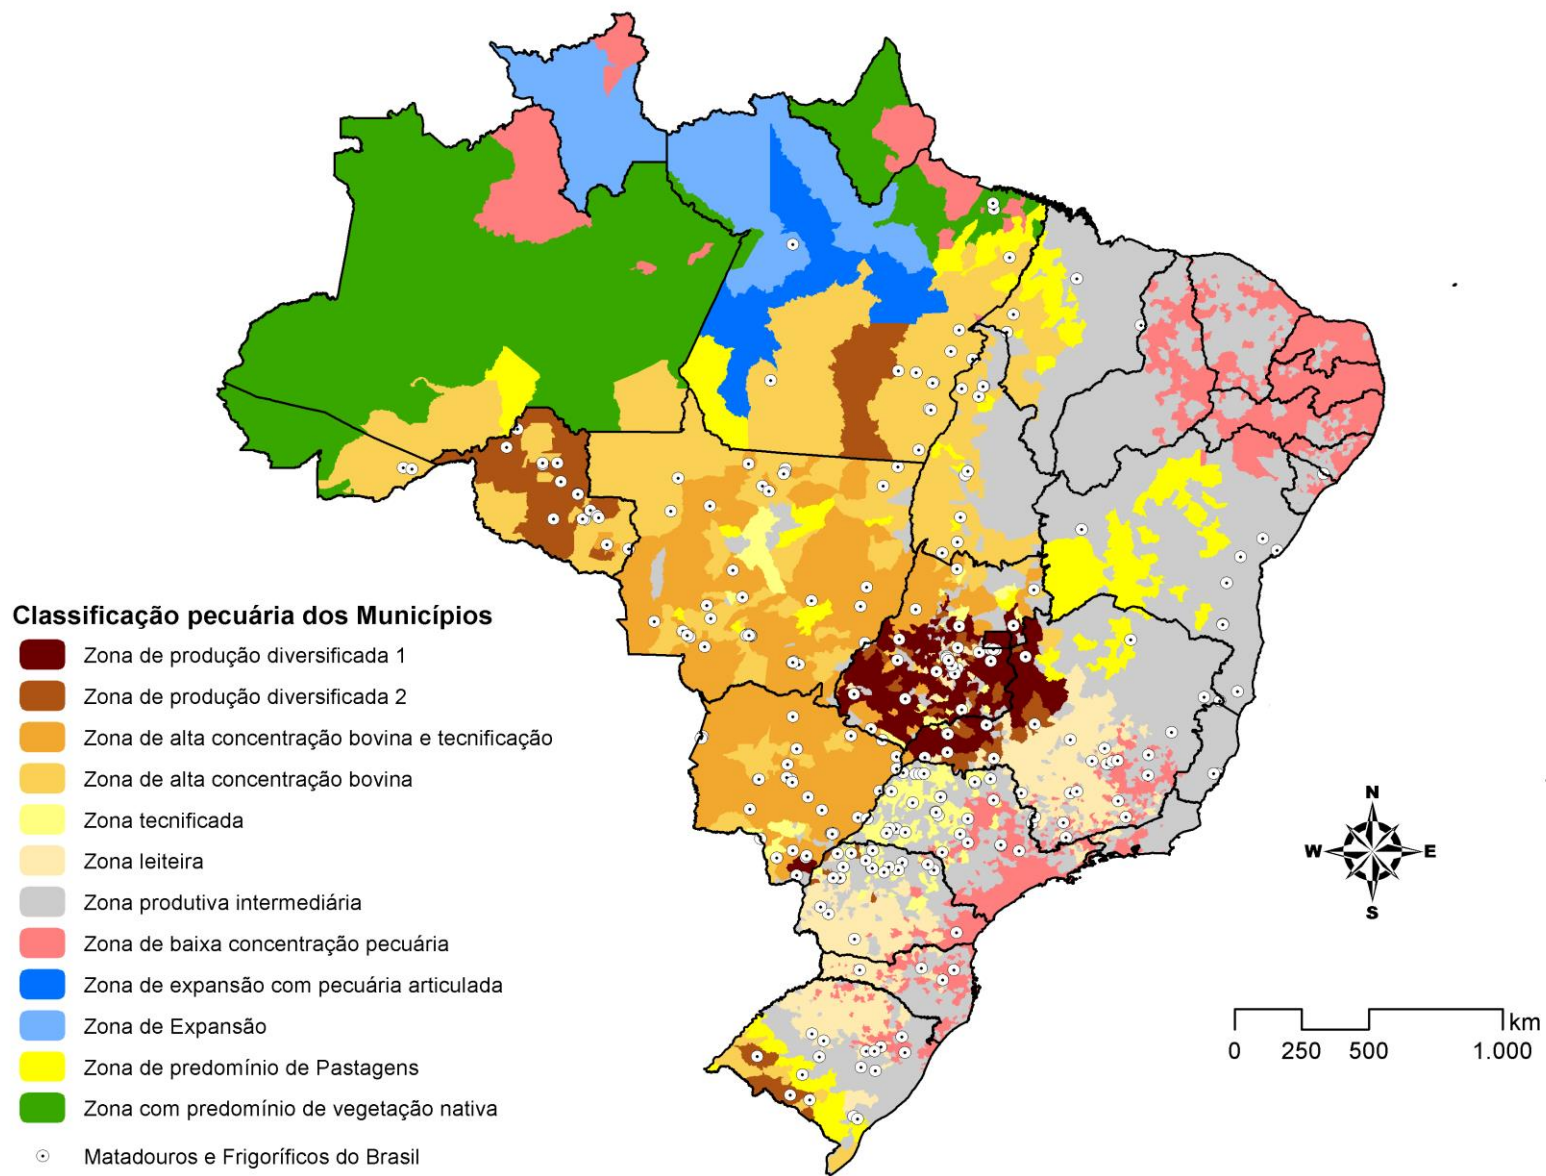 Classificação pecuária dos Municípios
Zona de produção diversificada 1
Zona de produção diversificada 2
Zona de alta concentração bovina e tecnificação
Zona de alta concentração bovina
Zona tecnificada
Zona leiteira
Zona produtiva intermediária
Zona de baixa concentração pecuária
Zona de expansão com pecuária articulada
Zona de Expansão
Zona de predomínio de Pastagens
Zona com predomínio de vegetação nativa
Matadouros e Frigoríficos do Brasil
N
W E
S
km
0 250 500 1.000